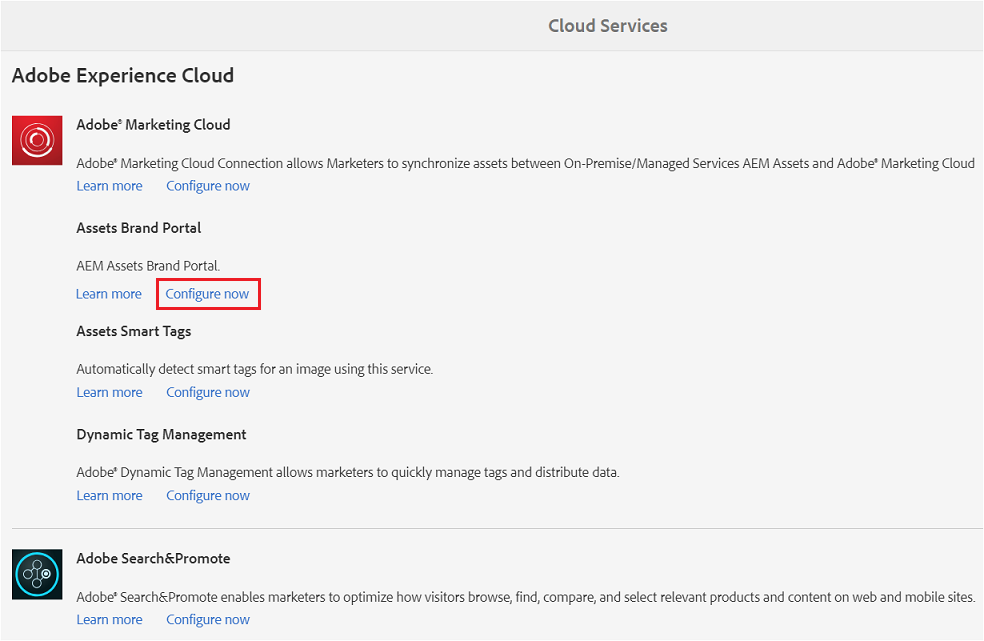 Cloud Services
Adobe Experience Cloud
Adobe® Marketing Cloud
Adobe® Marketing Cloud Connection allows Marketers to synchronize assets between On-Premise/Managed Services AEM Assets and Adobe® Marketing Cloud
Learn more Configure now
Assets Brand Portal
AEM Assets Brand Portal.
Learn more Configure now
Assets Smart Tags
Automatically detect smart tags for an image using this service.
Learn more Configure now
Dynamic Tag Management
Adobe® Dynamic Tag Management allows marketers to quickly manage tags and distribute data.
Learn more Configure now
Adobe Search&Promote
Adobe® Search&Promote enables marketers to optimize how visitors browse, find, compare, and select relevant products and content on web and mobile sites.
Learn more Configure now